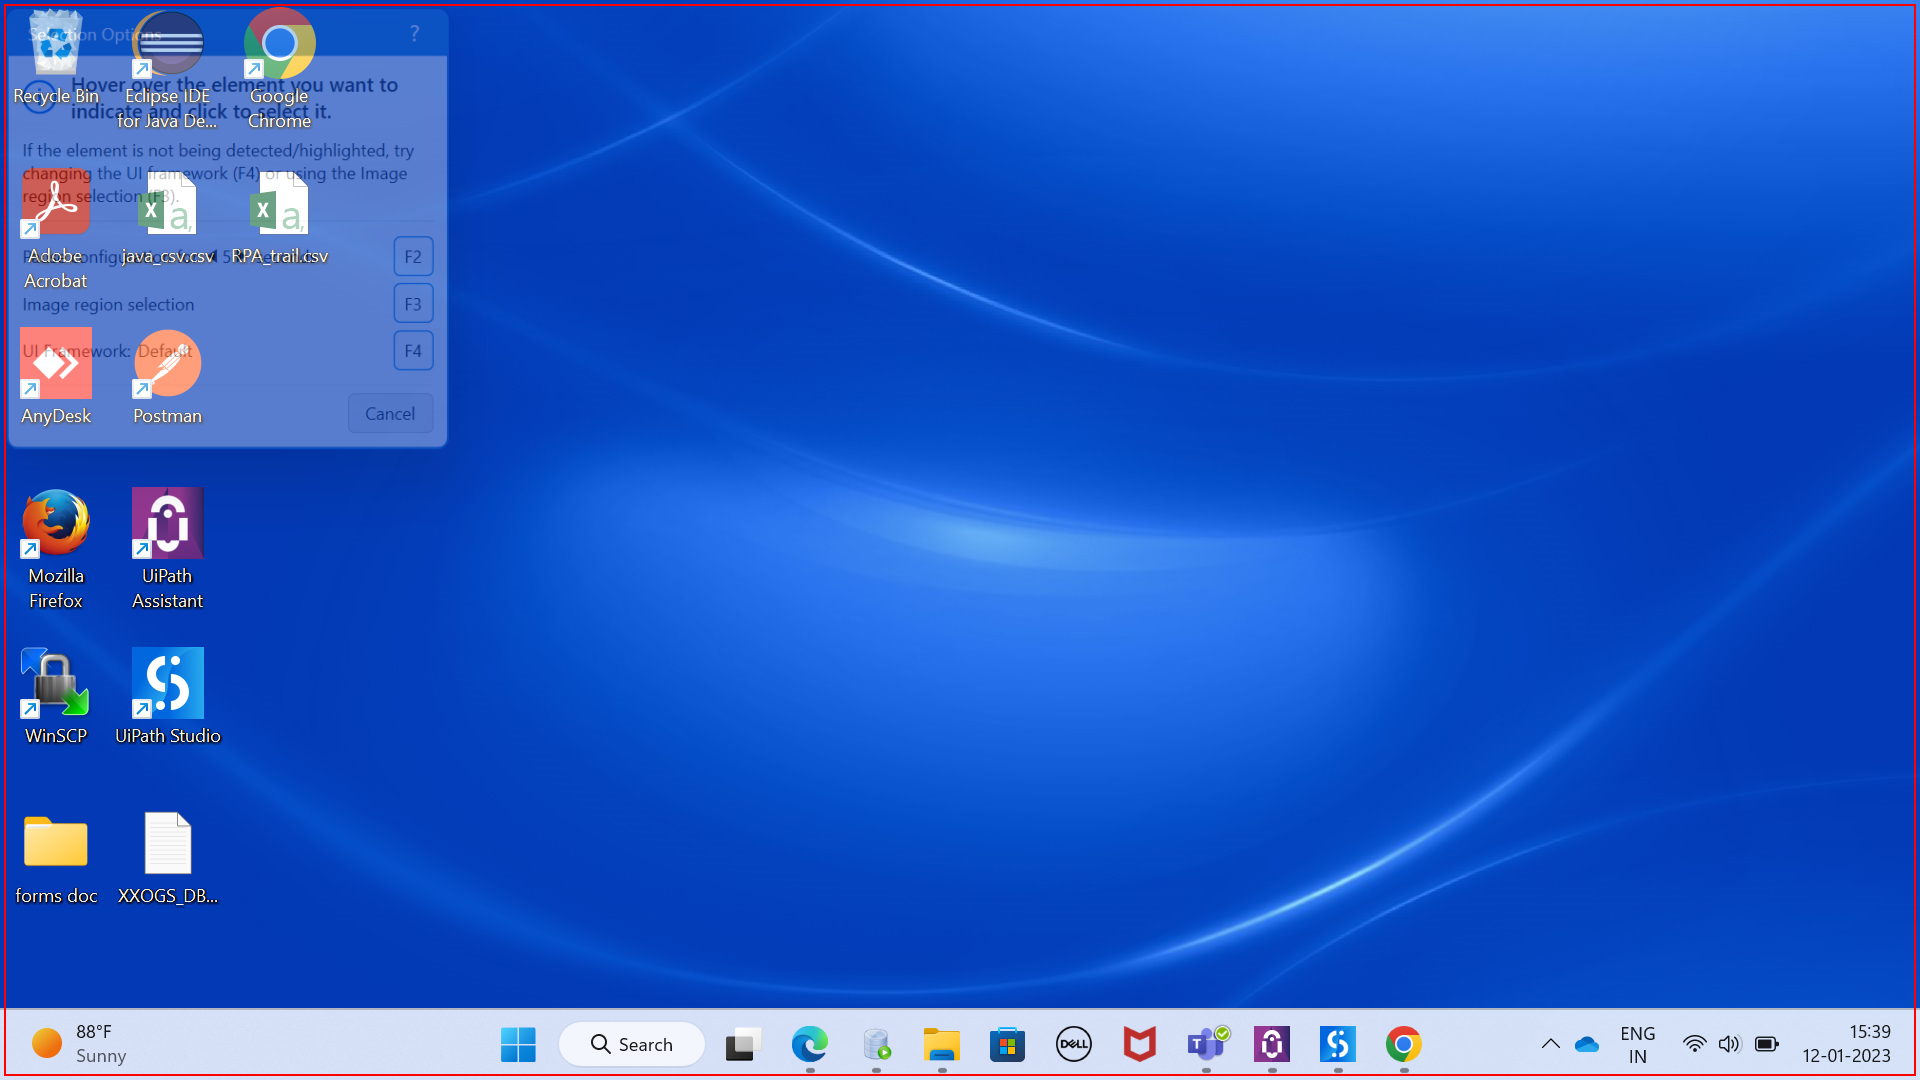 Selection Options
?
Hover over the element you want to
indicate and click to select it.
If the element is not being detected/highlighted, try
changing the UI framework (F4) or using the Image
region selection (F3).
5
F2
Image region selection
F3
UI Framework: Default
F4
Cancel
Recycle Bin
Eclipse IDE
for Java De...
Google
Chrome
Adobe
Acrobat
java_csv.csv
RPA_trail.csv
AnyDesk
Postman
Mozilla
Firefox
UiPath
Assistant
WinSCP
UiPath Studio
forms doc
XXOGS_DB...
88°F
Sunny
Search
DELL
ENG
IN
15:39
12-01-2023